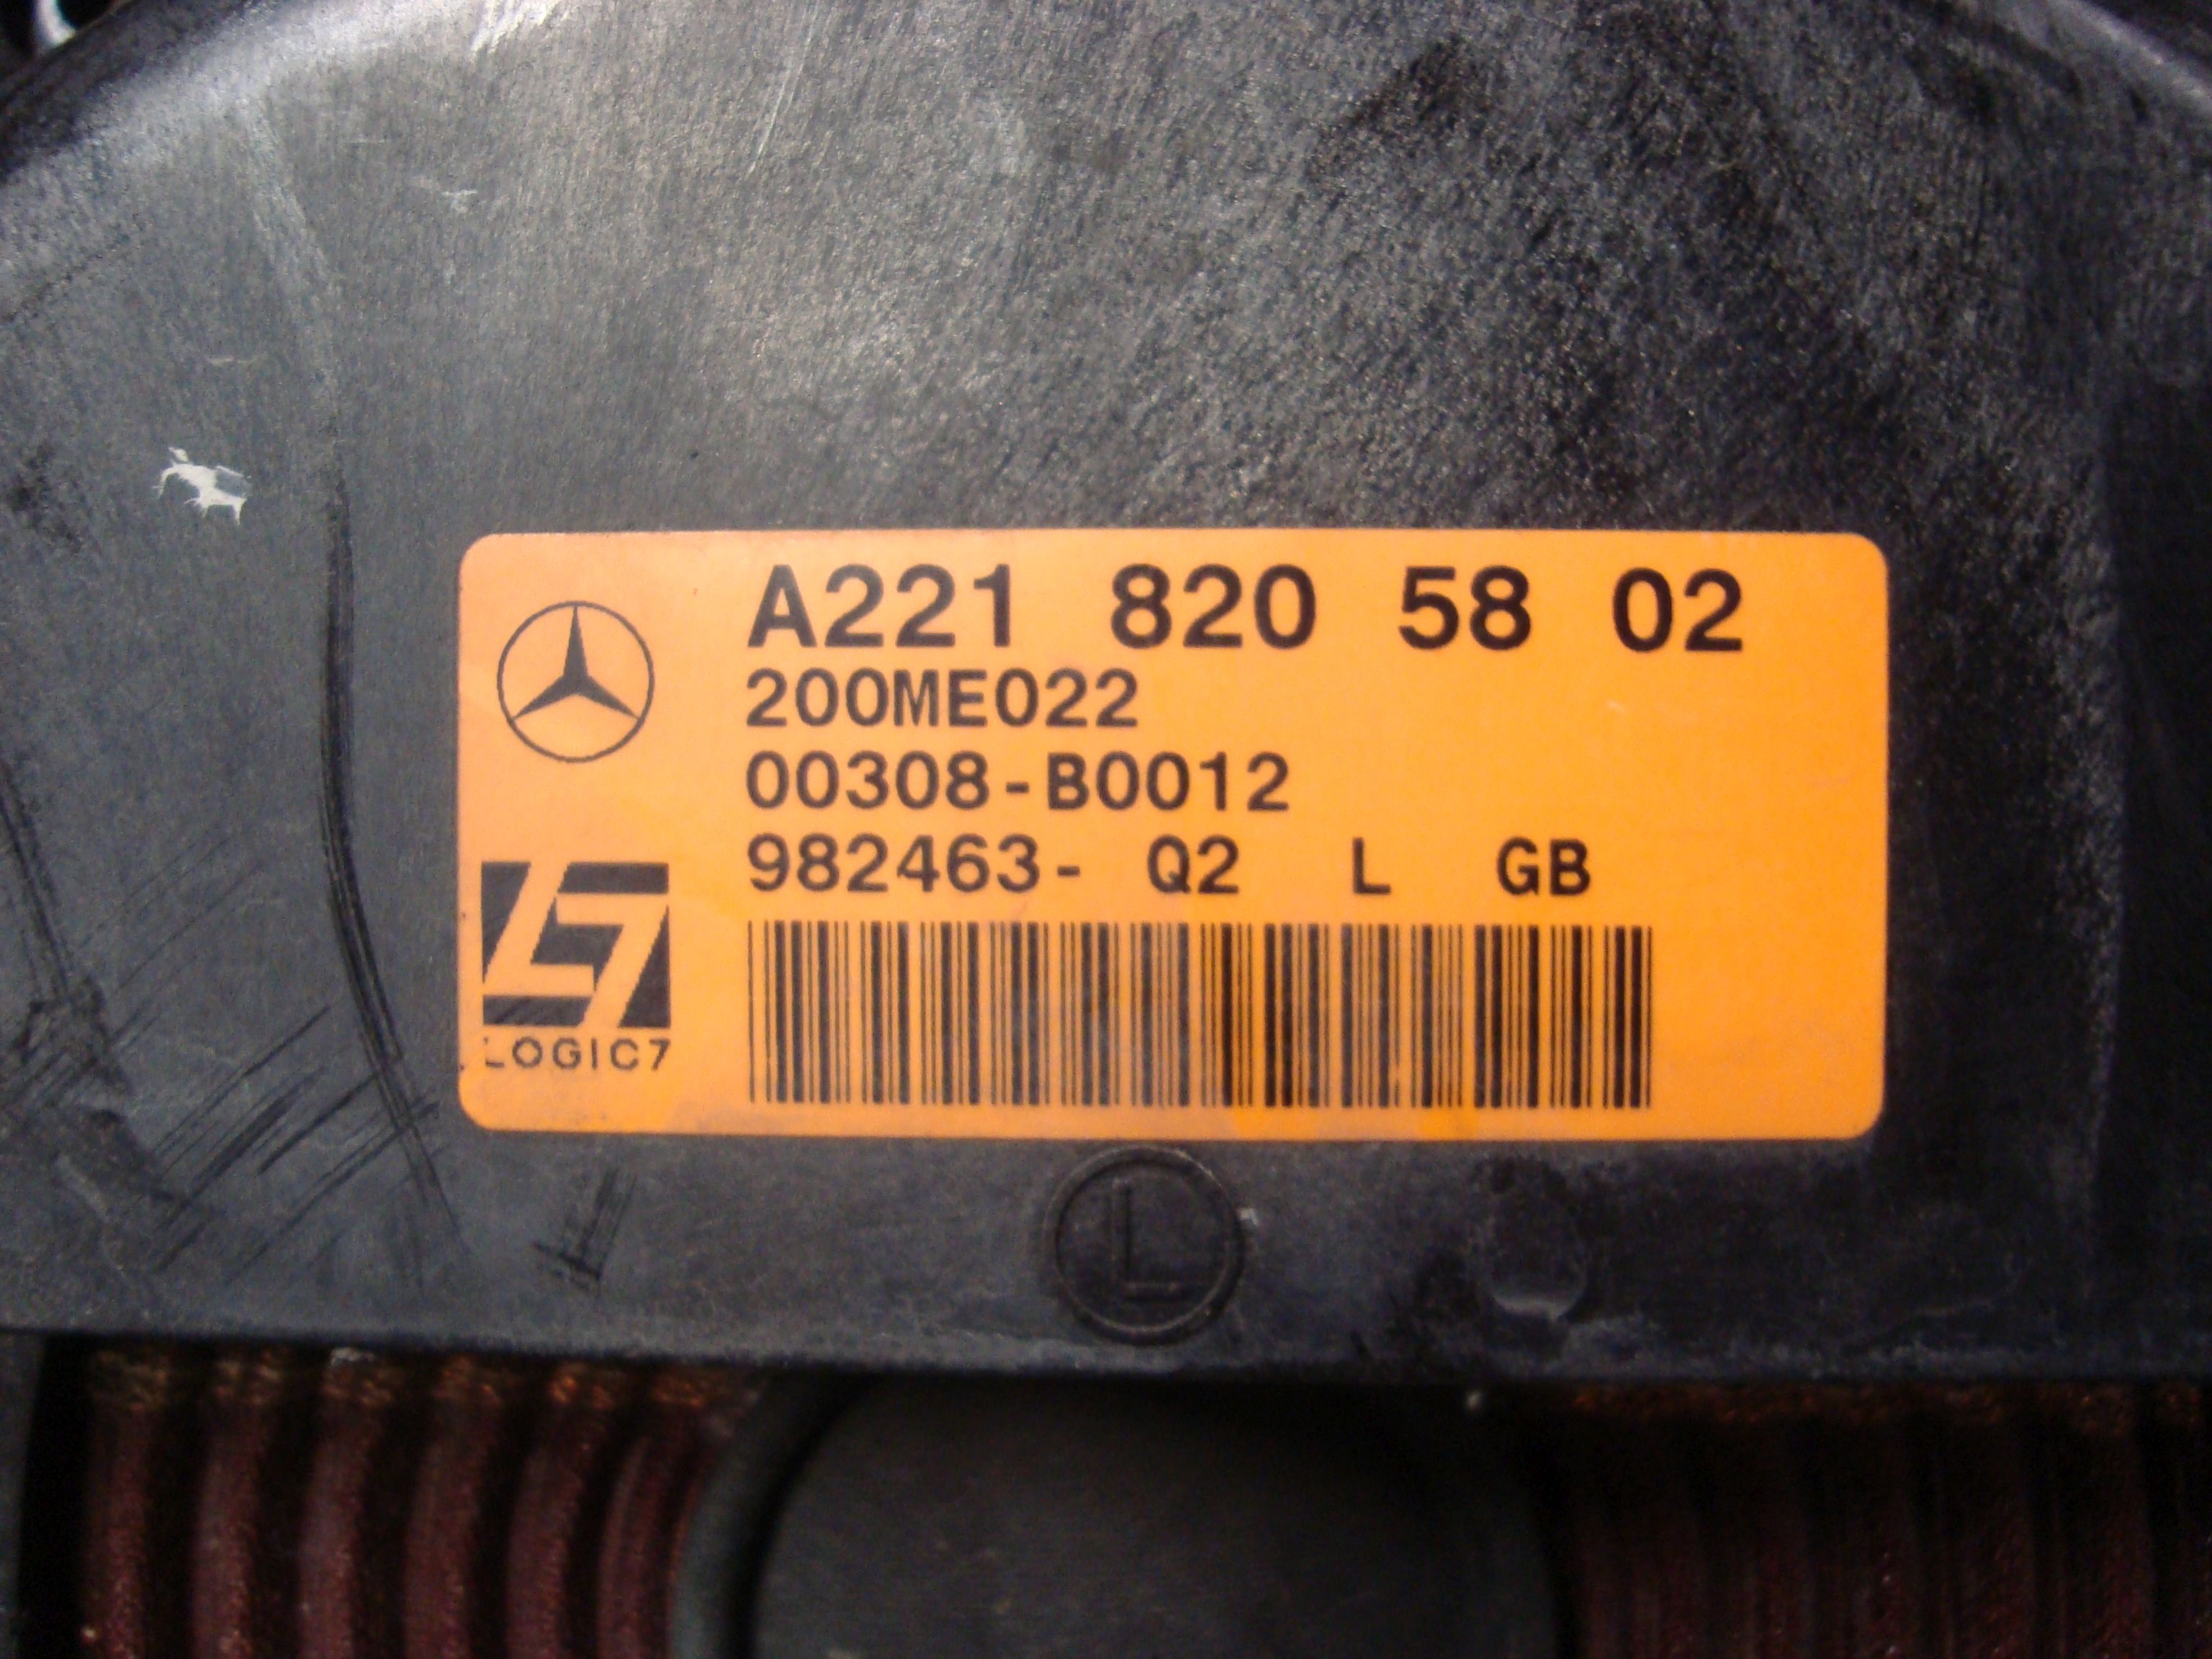 A221 820 58 02
200ME022
00308-B0012
982463- Q2 L GB
LOGIC7
L